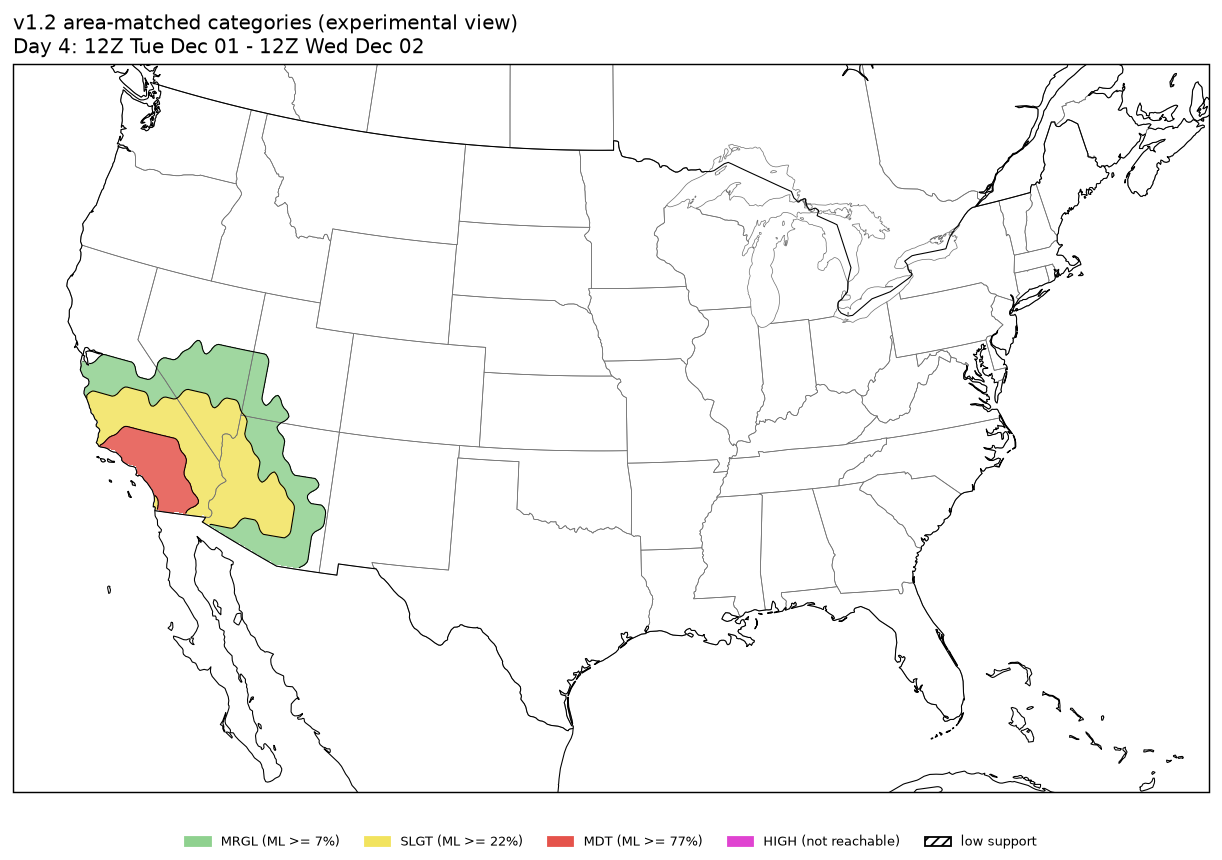 v1.2 area-matched categories (experimental view)
Day 4: 12Z Tue Dec 01 - 12Z Wed Dec 02
MRGL (ML >= 7%) SLGT (ML >= 22%) MDT (ML >= 77%) HIGH (not reachable) low support